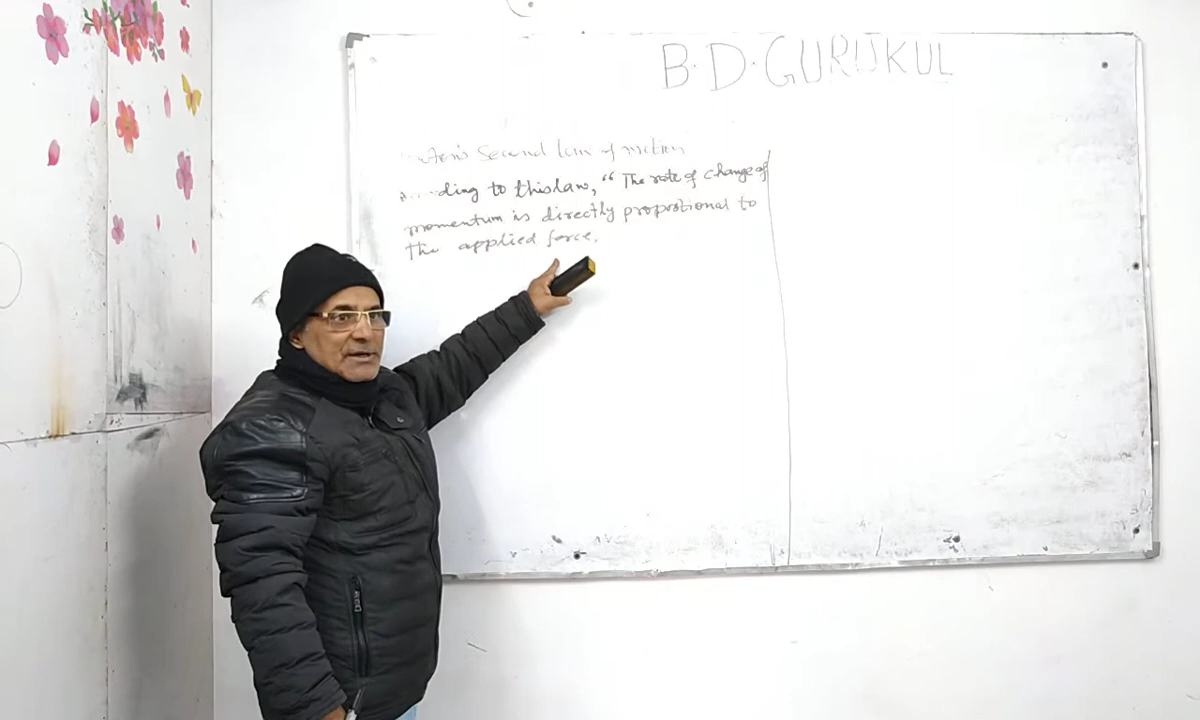 B.D.GURUKUL
Second law of motion
to this law, "The rate of change of
momentum is directly proportional to
the applied force.